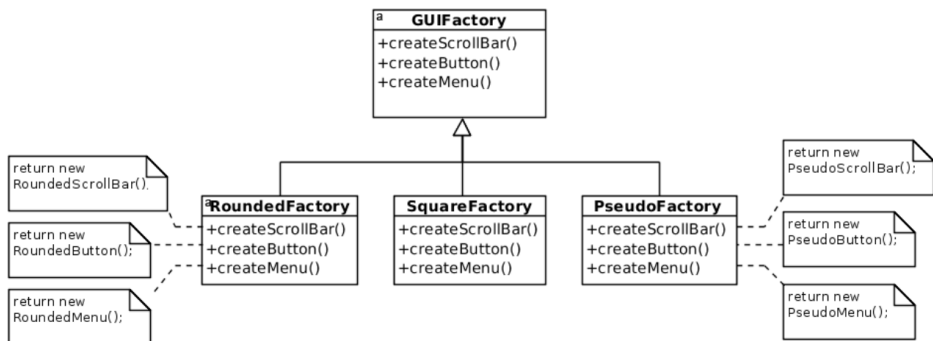 a
GUIFactory
+createScrollBar()
+createButton()
+createMenu()
return new
RoundedScrollBar().
return new
RoundedButton();
return new
RoundedMenu();
a
RoundedFactory
+createScrollBar()
+createButton()
+createMenu()
SquareFactory
+createScrollBar()
+createButton()
+createMenu()
PseudoFactory
+createScrollBar()
+createButton()
+createMenu()
return new
PseudoScrollBar();
return new
PseudoButton();
return new
PseudoMenu();